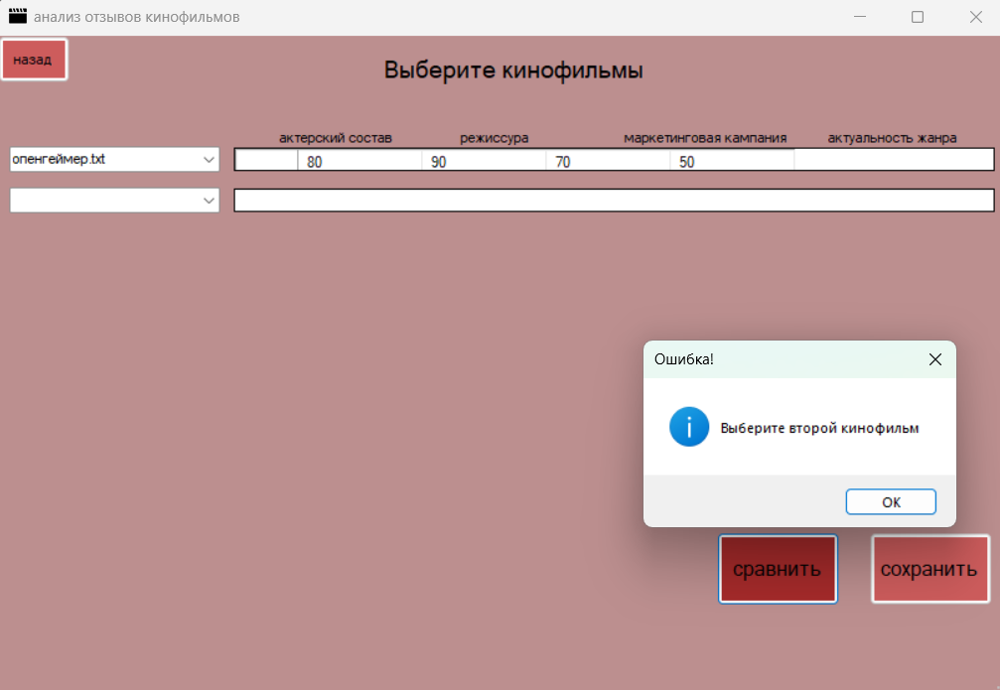 анализ отзывов кинофильмов
назад
Выберите кинофильмы
актерский состав режиссура маркетинговая кампания актуальность жанра
опенгеймер.txt 80 90 70 50
Ошибка!
Выберите второй кинофильм
ОК
сравнить сохранить